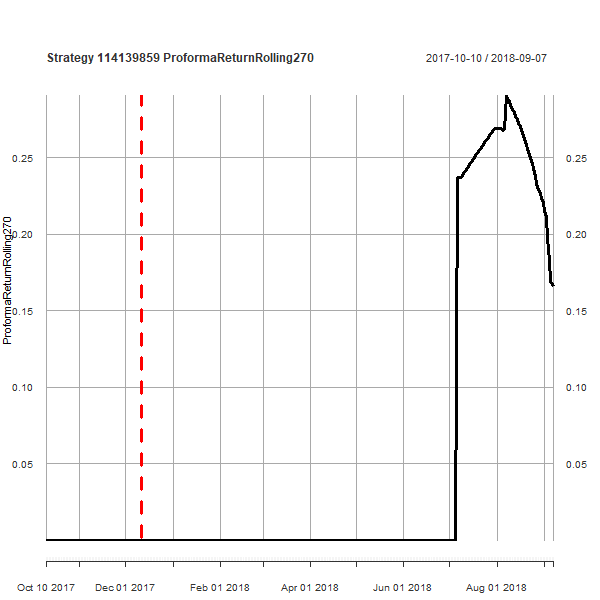 Strategy 114139859 ProformaReturnRolling270
2017-10-10 / 2018-09-07
ProformaReturnRolling270
0.25 0.25
0.20 0.20
0.15 0.15
0.10 0.10
0.05 0.05
Oct 10 2017 Dec 01 2017 Feb 01 2018 Apr 01 2018 Jun 01 2018 Aug 01 2018